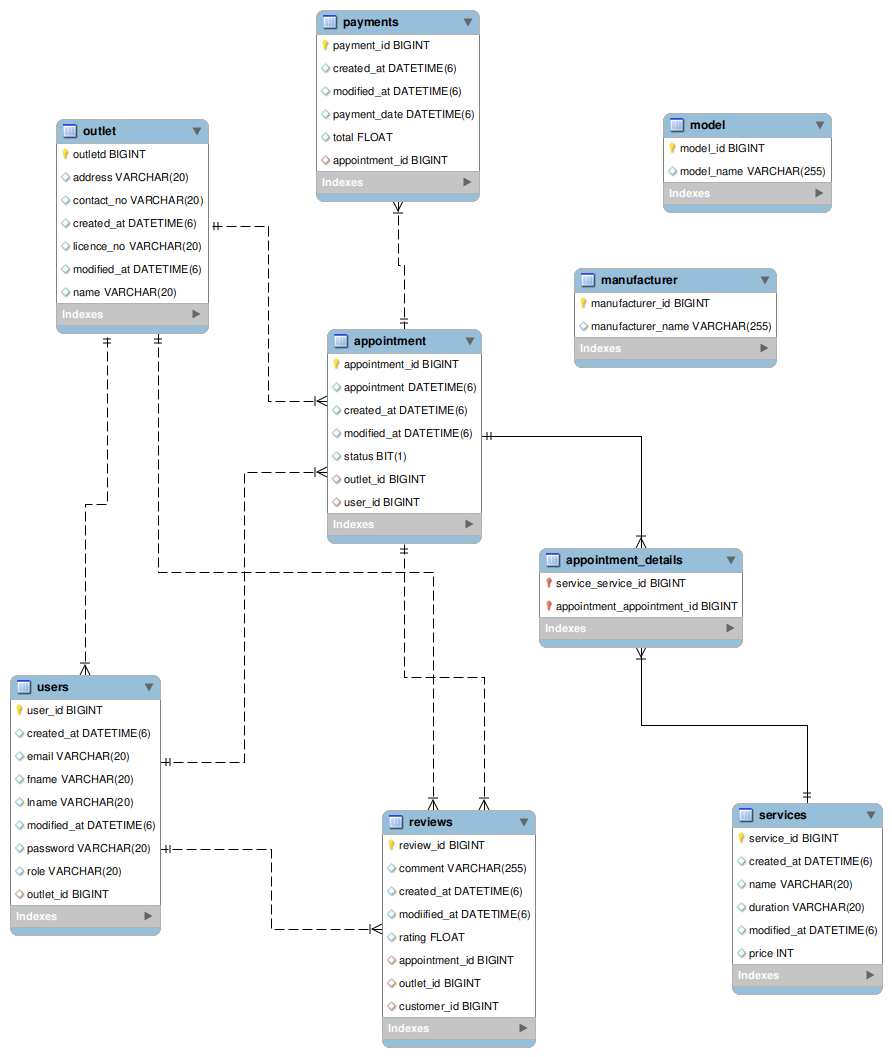 payments
payment_id BIGINT
created_at DATETIME(6)
modified_at DATETIME(6)
payment_date DATETIME(6)
total FLOAT
appointment_id BIGINT
Indexes
outlet
outletd BIGINT
address VARCHAR(20)
contact_no VARCHAR(20)
created_at DATETIME(6)
licence_no VARCHAR(20)
modified_at DATETIME(6)
name VARCHAR(20)
Indexes
model
model_id BIGINT
model_name VARCHAR(255)
Indexes
manufacturer
manufacturer_id BIGINT
manufacturer_name VARCHAR(255)
Indexes
appointment
appointment_id BIGINT
appointment DATETIME(6)
created_at DATETIME(6)
modified_at DATETIME(6)
status BIT(1)
outlet_id BIGINT
user_id BIGINT
Indexes
appointment_details
service_service_id BIGINT
appointment_appointment_id BIGINT
Indexes
users
user_id BIGINT
created_at DATETIME(6)
email VARCHAR(20)
fname VARCHAR(20)
lname VARCHAR(20)
modified_at DATETIME(6)
password VARCHAR(20)
role VARCHAR(20)
outlet_id BIGINT
Indexes
reviews
review_id BIGINT
comment VARCHAR(255)
created_at DATETIME(6)
modiified_at DATETIME(6)
rating FLOAT
appointment_id BIGINT
outlet_id BIGINT
customer_id BIGINT
Indexes
services
service_id BIGINT
created_at DATETIME(6)
name VARCHAR(20)
duration VARCHAR(20)
modified_at DATETIME(6)
price INT
Indexes